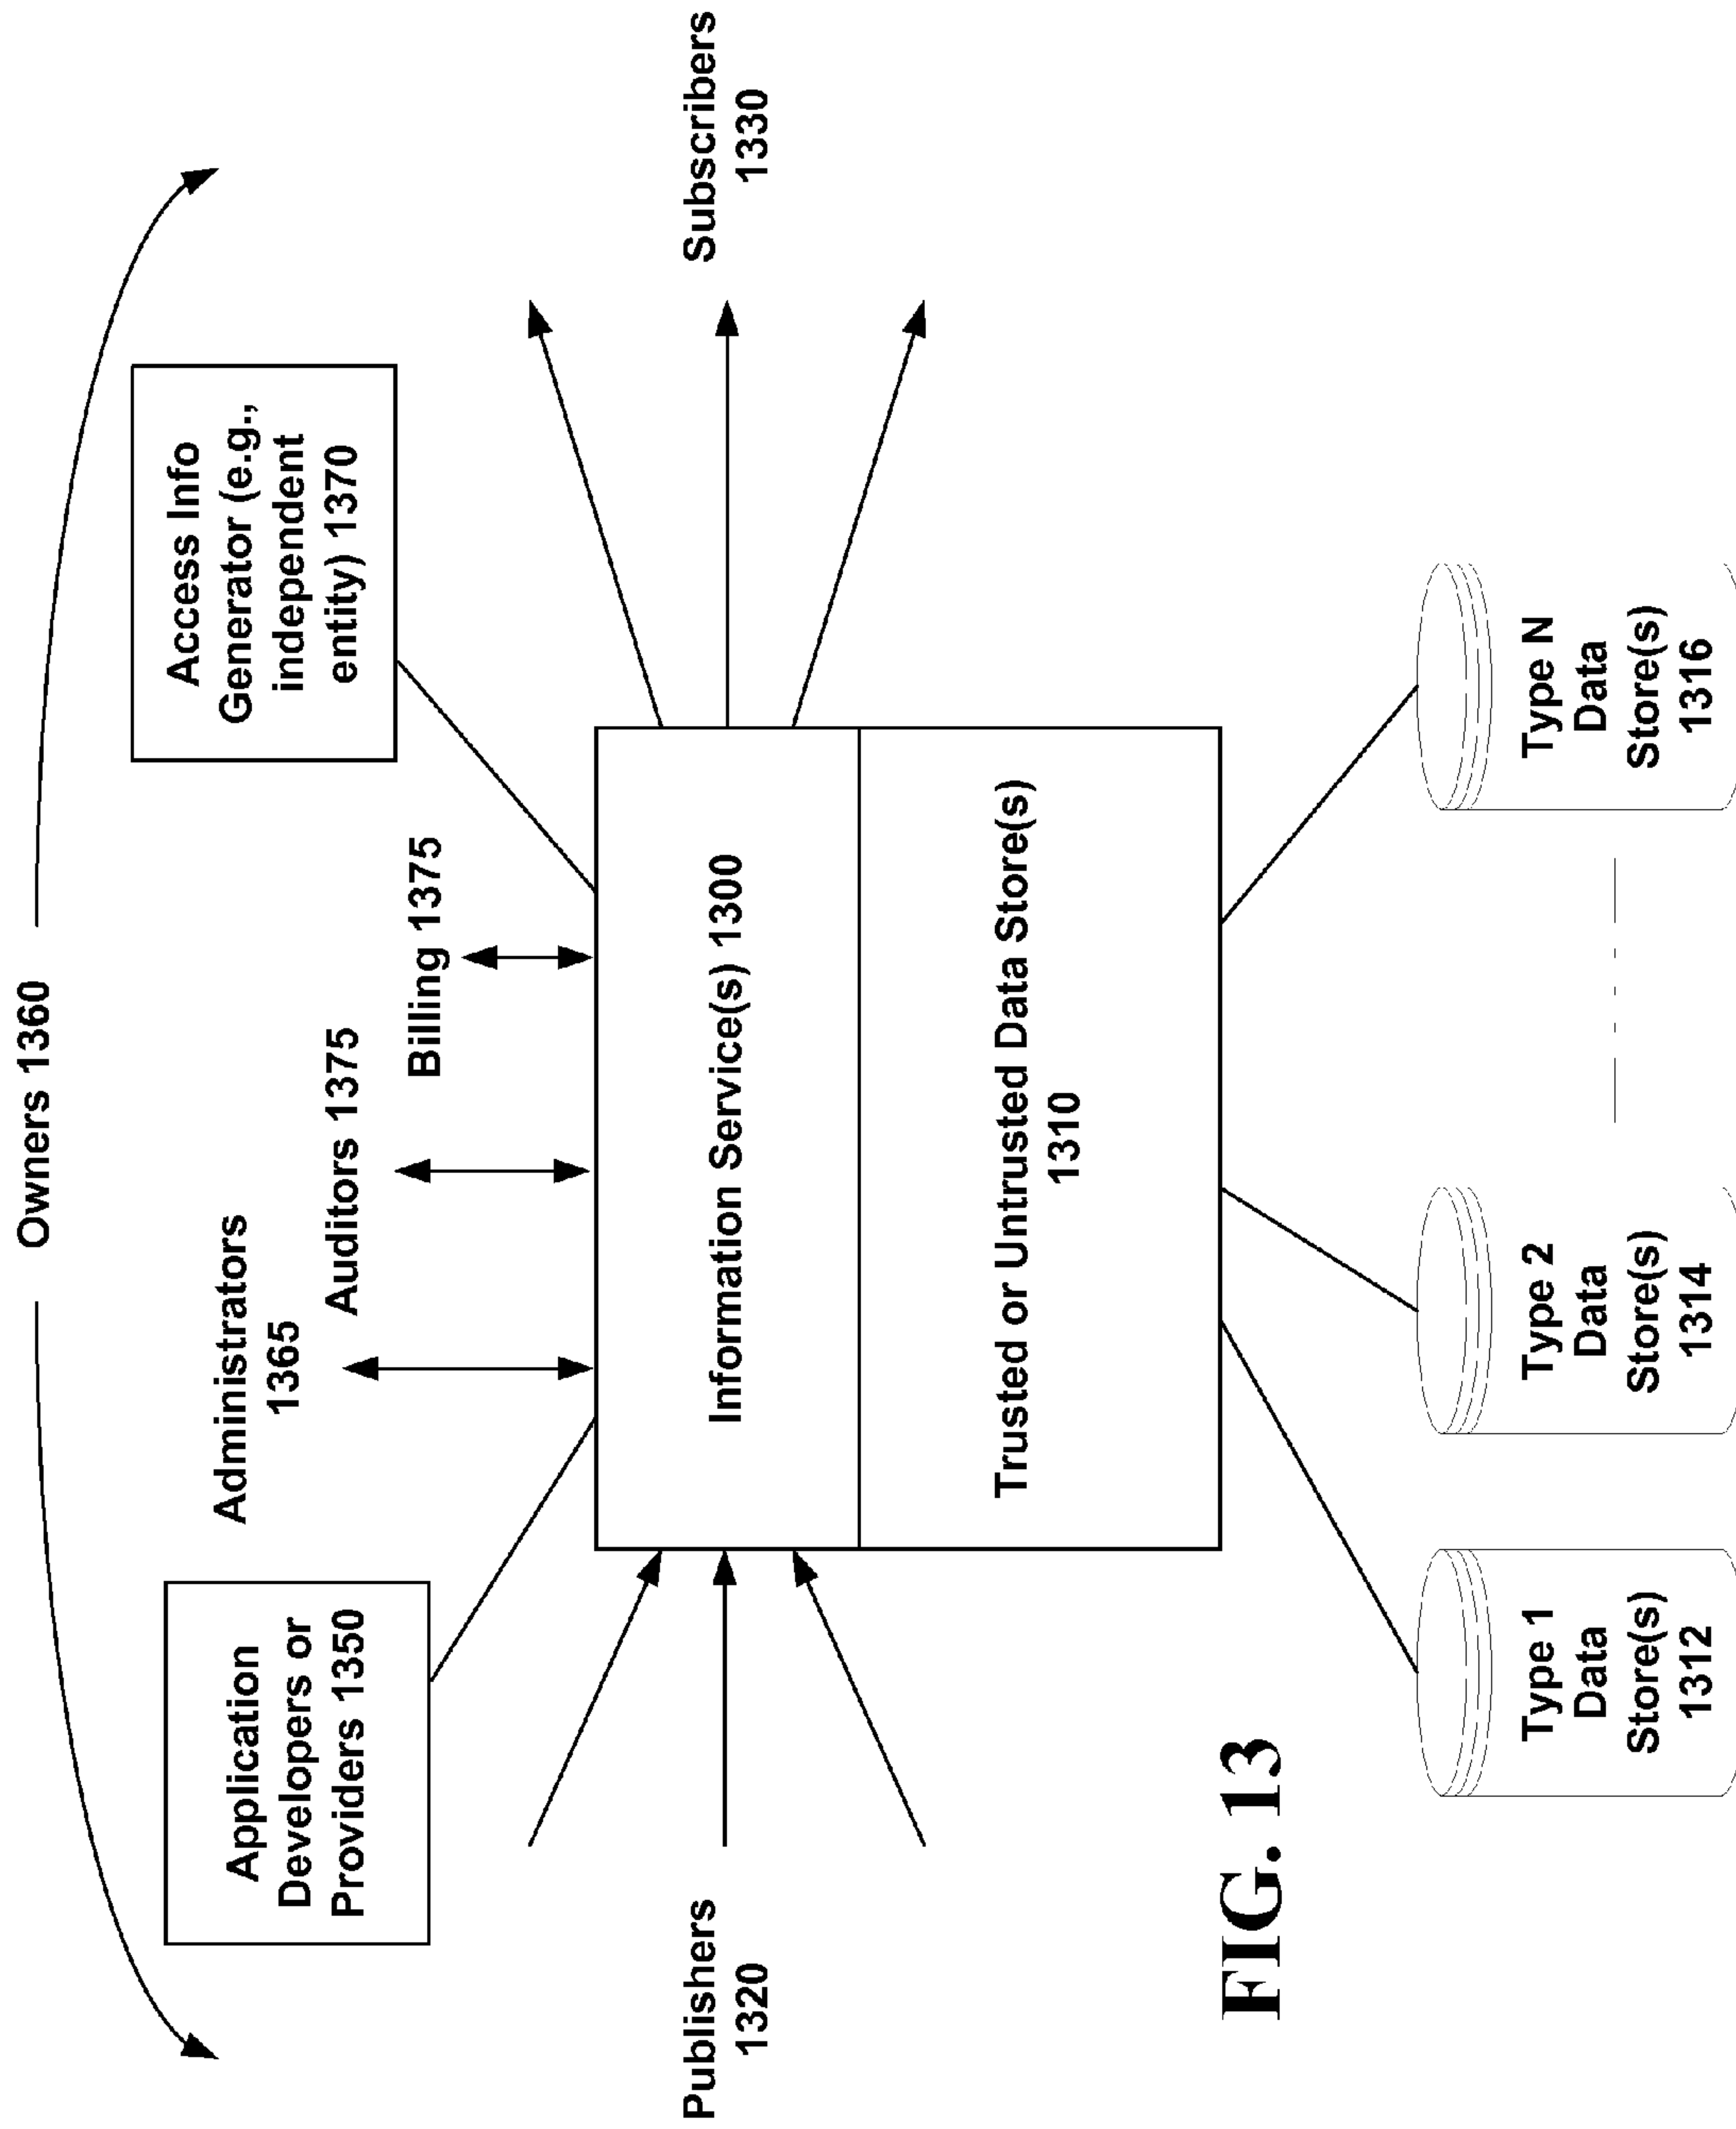 Owners 1360
Administrators
1365
Auditors 1375
Billing 1375
Application
Developers or
Providers 1350
Access Info
Generator (e.g.,
independent
entity) 1370
Publishers
1320
Information Service(s) 1300
Subscribers
1330
Trusted or Untrusted Data Store(s)
1310
FIG. 13
Type 1
Data
Store(s)
1312
Type 2
Data
Store(s)
1314
Type N
Data
Store(s)
1316